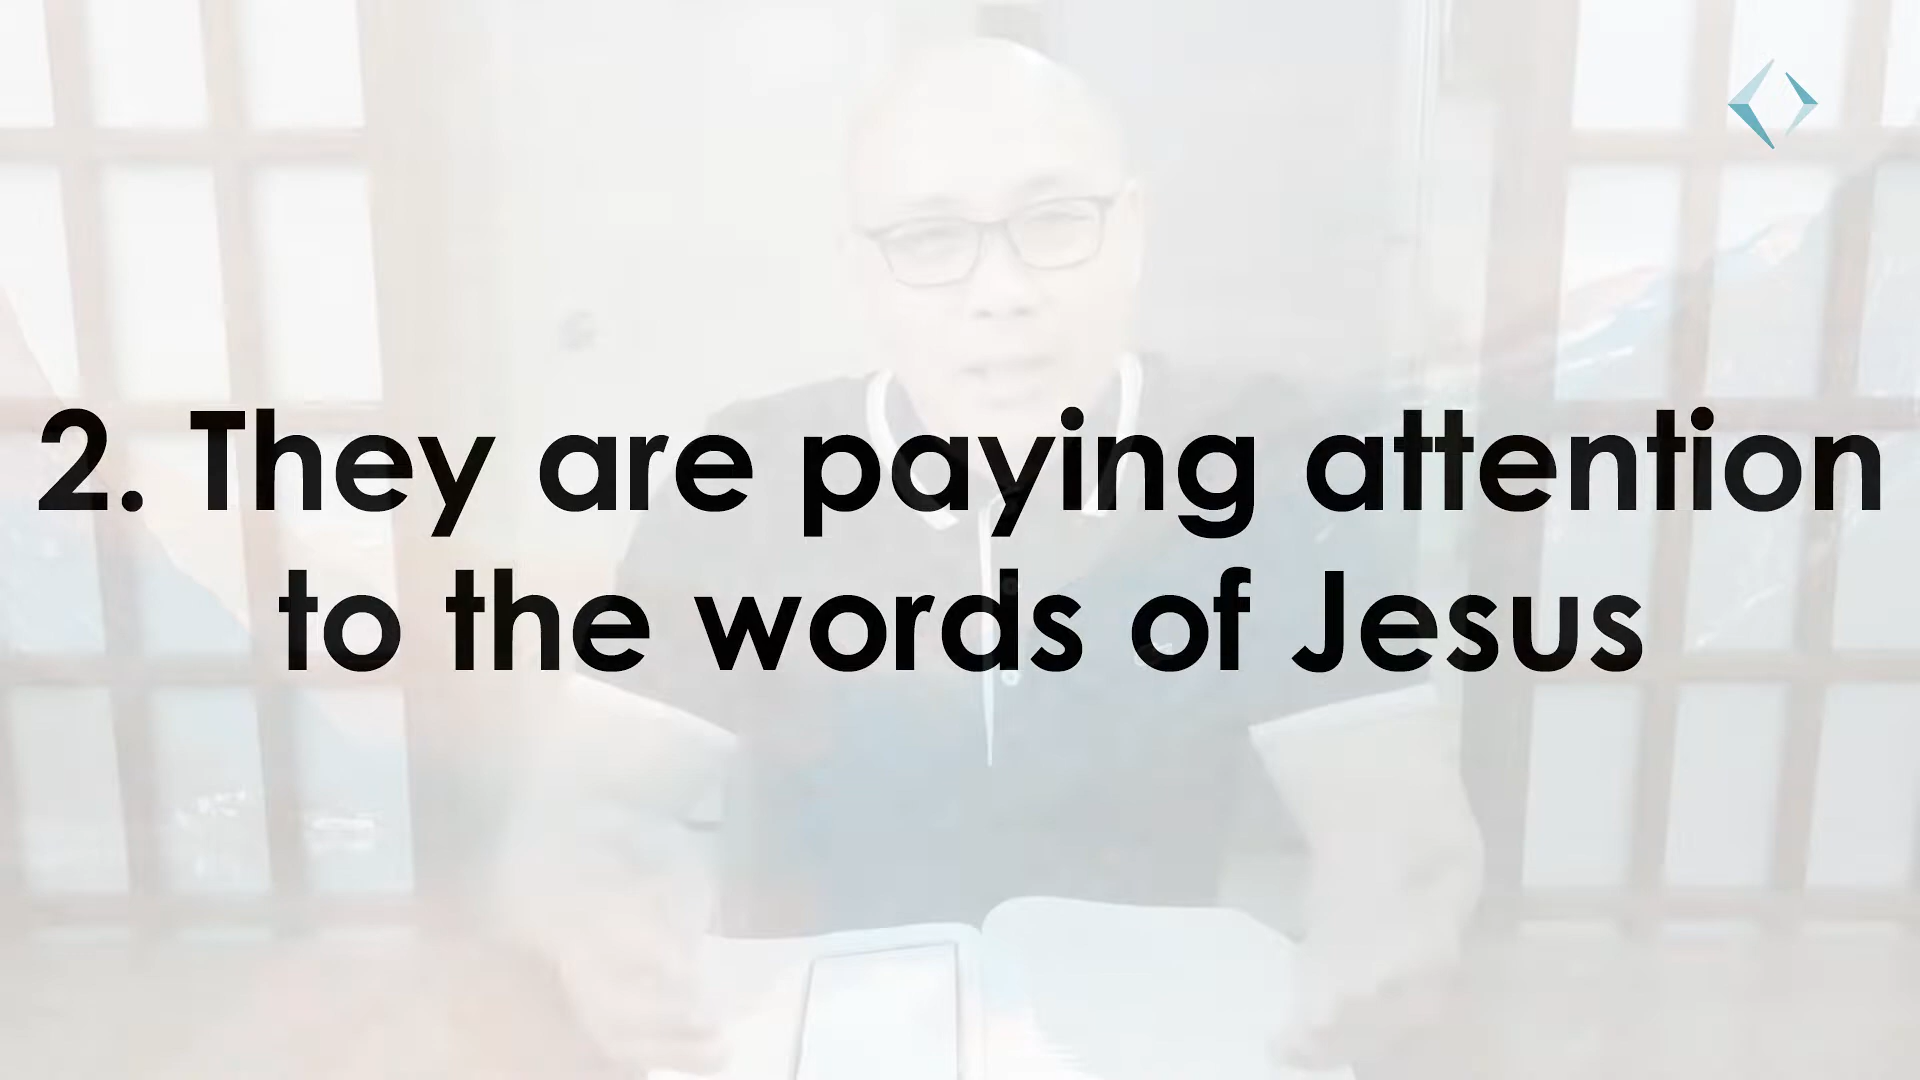 2. They are paying attention
to the words of Jesus